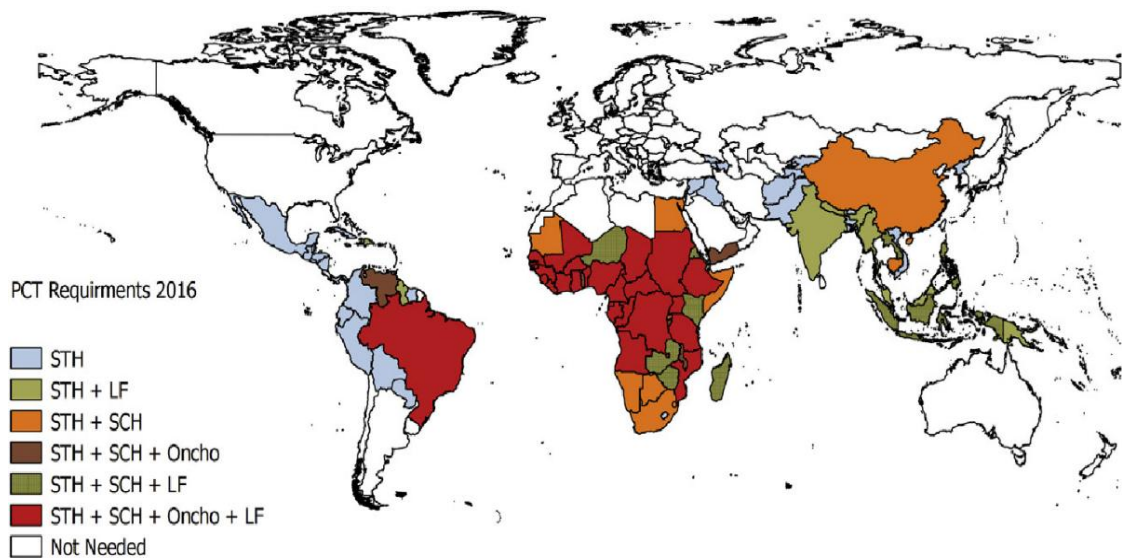 PCT Requirments 2016
STH
STH + LF
STH + SCH
STH + SCH + Oncho
STH + SCH + LF
STH + SCH + Oncho + LF
Not Needed